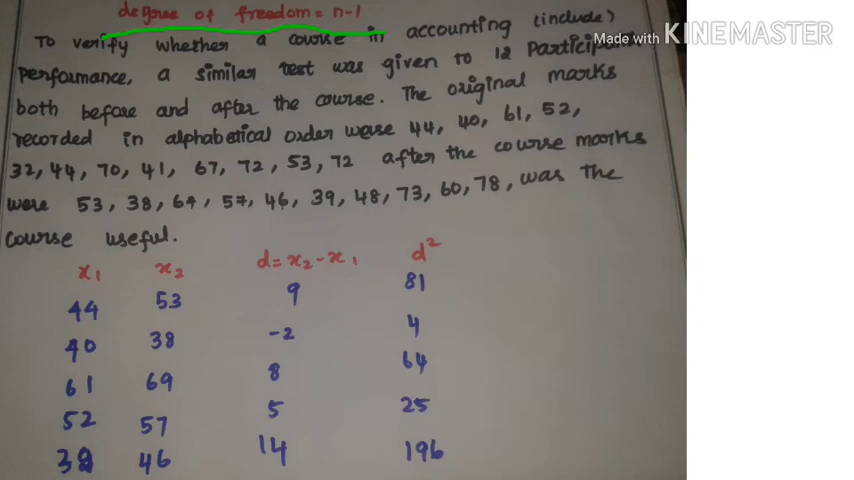 degree of freedom = n-1
To verify whether a course in accounting (include)
Made with KINEMASTER
performance, a similar test was given to 12 Participants
both before and after the course. The original marks
recorded in alphabetical order were 44, 40, 61, 52,
32, 44, 70, 41, 67, 72, 53, 72 after the course marks
were 53, 38, 69, 57, 46, 39, 48, 73, 60, 78, was the
course useful.
x1 x2 d=x2-x1 d²
44 53 9 81
40 38 -2 4
61 69 8 64
52 57 5 25
32 46 14 196